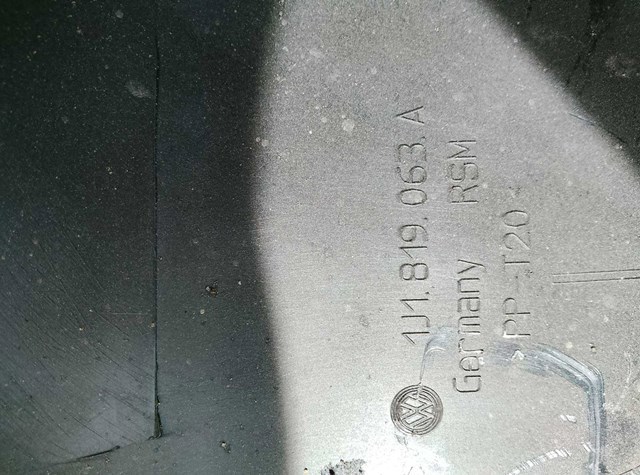 1J1.819.063.A
Germany RSM
PP-T20